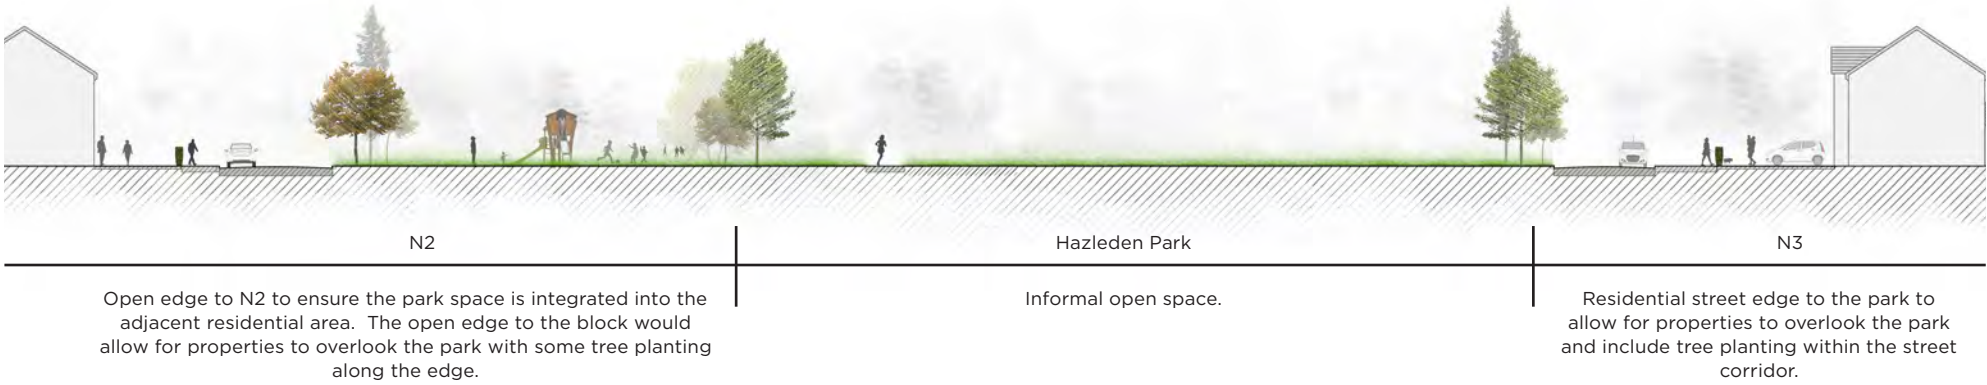 N2
Hazleden Park
N3
Open edge to N2 to ensure the park space is integrated into the
adjacent residential area.  The open edge to the block would
allow for properties to overlook the park with some tree planting
along the edge.
Informal open space.
Residential street edge to the park to
allow for properties to overlook the park
and include tree planting within the street
corridor.